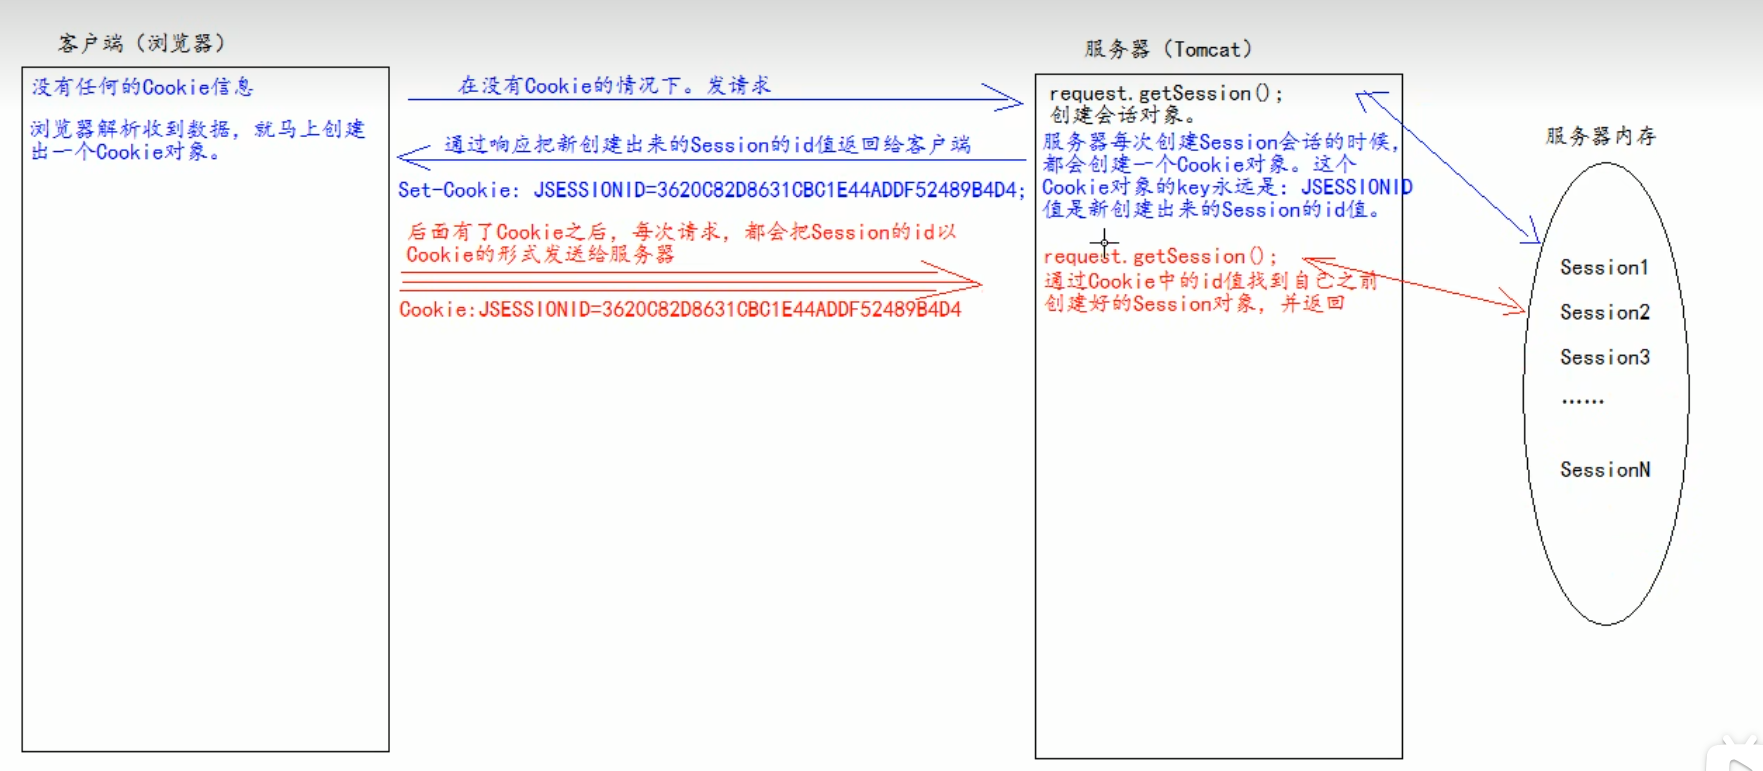 客户端（浏览器）
没有任何的Cookie信息
浏览器解析收到数据，就马上创建
出一个Cookie对象。
在没有Cookie的情况下。发请求
通过响应把新创建出来的Session的id值返回给客户端
Set-Cookie: JSESSIONID=3620C82D8631CBC1E44ADDF52489B4D4;
后面有了Cookie之后，每次请求，都会把Session的id以
Cookie的形式发送给服务器
Cookie:JSESSIONID=3620C82D8631CBC1E44ADDF52489B4D4
服务器（Tomcat）
request.getSession();
创建会话对象。
服务器每次创建Session会话的时候，
都会创建一个Cookie对象。这个
Cookie对象的key永远是：JSESSIONID
值是新创建出来的Session的id值。
request.getSession();
通过Cookie中的id值找到自己之前
创建好的Session对象，并返回
服务器内存
Session1
Session2
Session3
……
SessionN